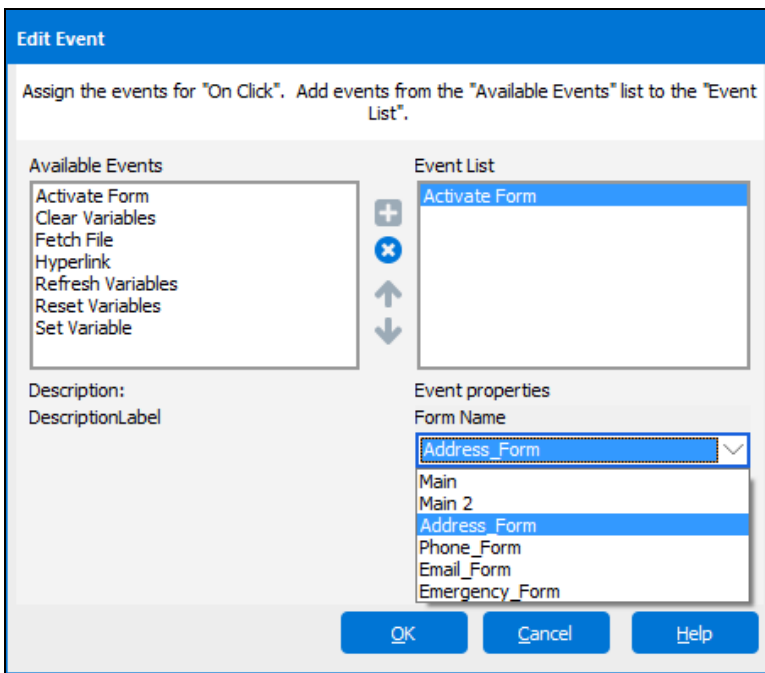 Edit Event
Assign the events for "On Click".  Add events from the "Available Events" list to the "Event
List".
Available Events
Event List
Activate Form
Clear Variables
Fetch File
Hyperlink
Refresh Variables
Reset Variables
Set Variable
Activate Form
Description:
DescriptionLabel
Event properties
Form Name
Address_Form
Main
Main 2
Address_Form
Phone_Form
Email_Form
Emergency_Form
OK
Cancel
Help